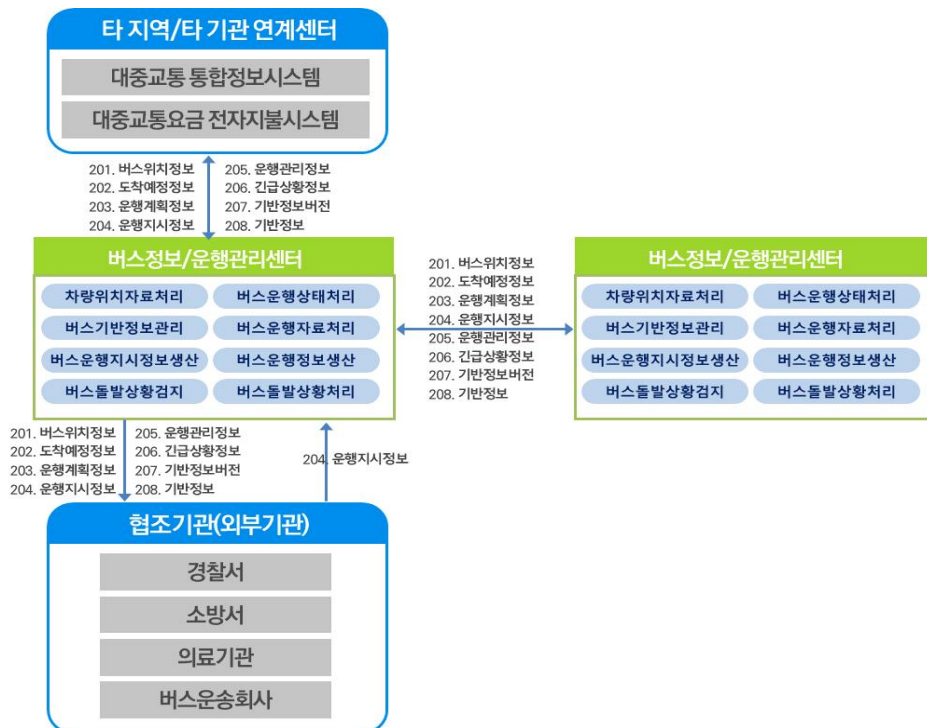 타 지역/타 기관 연계센터
대중교통 통합정보시스템
대중교통요금 전자지불시스템
201. 버스위치정보
202. 도착예정정보
203. 운행계획정보
204. 운행지시정보
205. 운행관리정보
206. 긴급상황정보
207. 기반정보버전
208. 기반정보
버스정보/운행관리센터
차량위치자료처리
버스운행상태처리
버스기반정보관리
버스운행자료처리
버스운행지시정보생산
버스운행정보생산
버스돌발상황검지
버스돌발상황처리
201. 버스위치정보
202. 도착예정정보
203. 운행계획정보
204. 운행지시정보
205. 운행관리정보
206. 긴급상황정보
207. 기반정보버전
208. 기반정보
버스정보/운행관리센터
차량위치자료처리
버스운행상태처리
버스기반정보관리
버스운행자료처리
버스운행지시정보생산
버스운행정보생산
버스돌발상황검지
버스돌발상황처리
201. 버스위치정보
202. 도착예정정보
203. 운행계획정보
204. 운행지시정보
205. 운행관리정보
206. 긴급상황정보
207. 기반정보버전
208. 기반정보
204. 운행지시정보
협조기관(외부기관)
경찰서
소방서
의료기관
버스운송회사